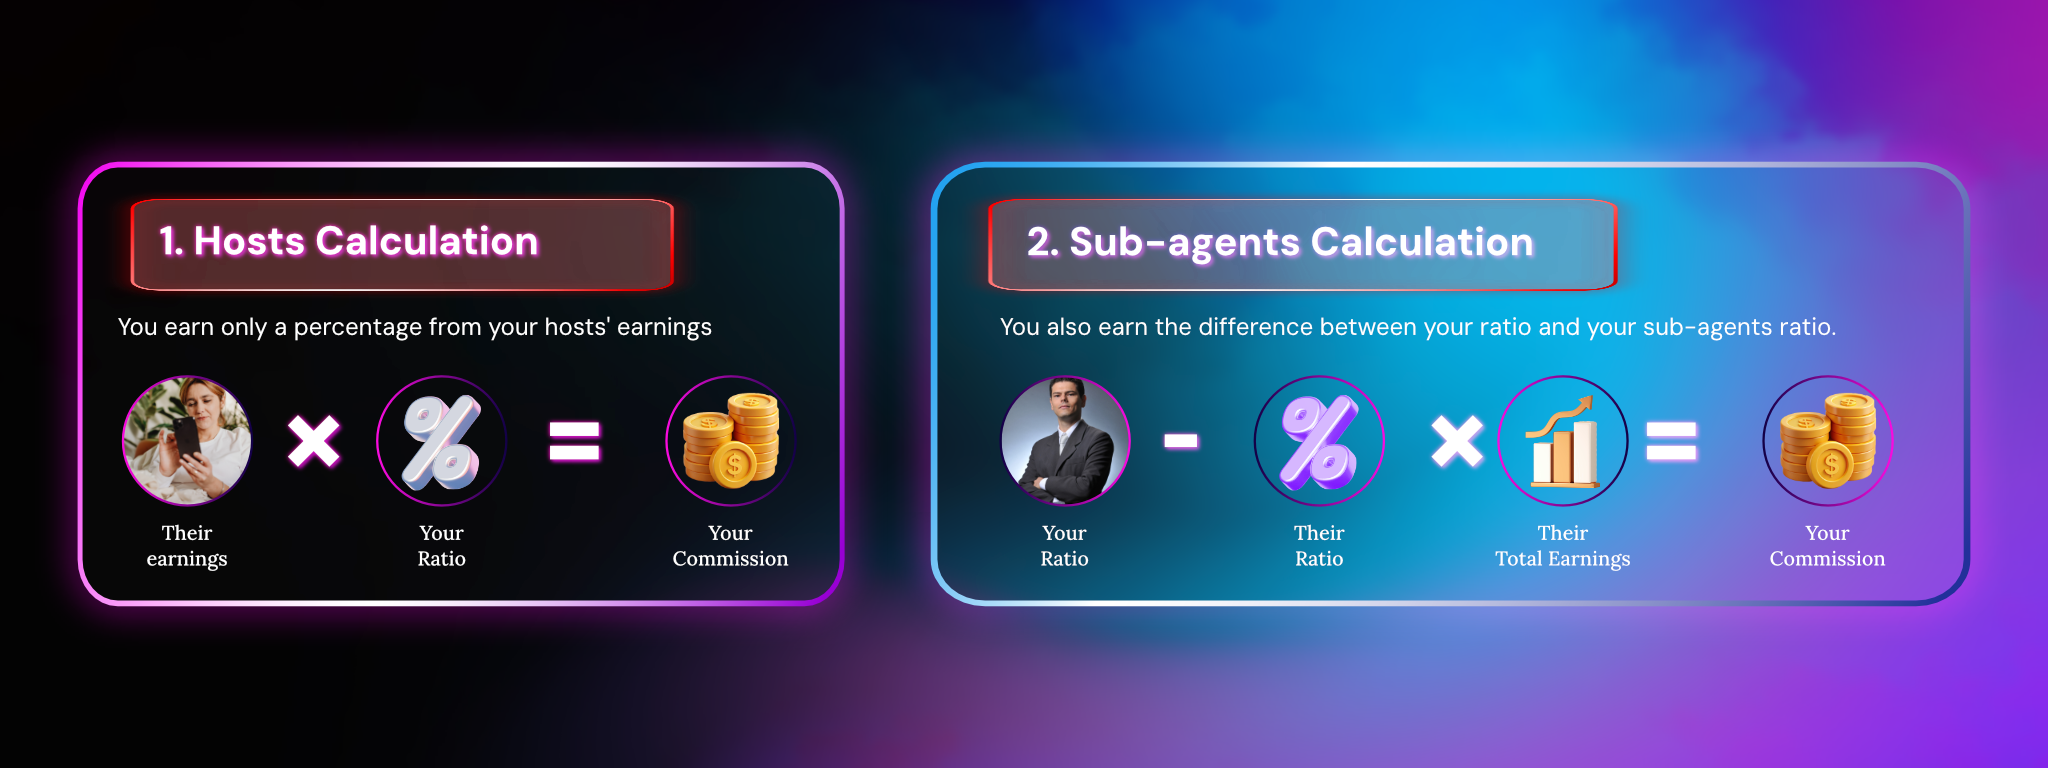 1. Hosts Calculation
You earn only a percentage from your hosts' earnings
Their
earnings
Your
Ratio
Your
Commission
2. Sub-agents Calculation
You also earn the difference between your ratio and your sub-agents ratio.
Your
Ratio
Their
Ratio
Their
Total Earnings
Your
Commission